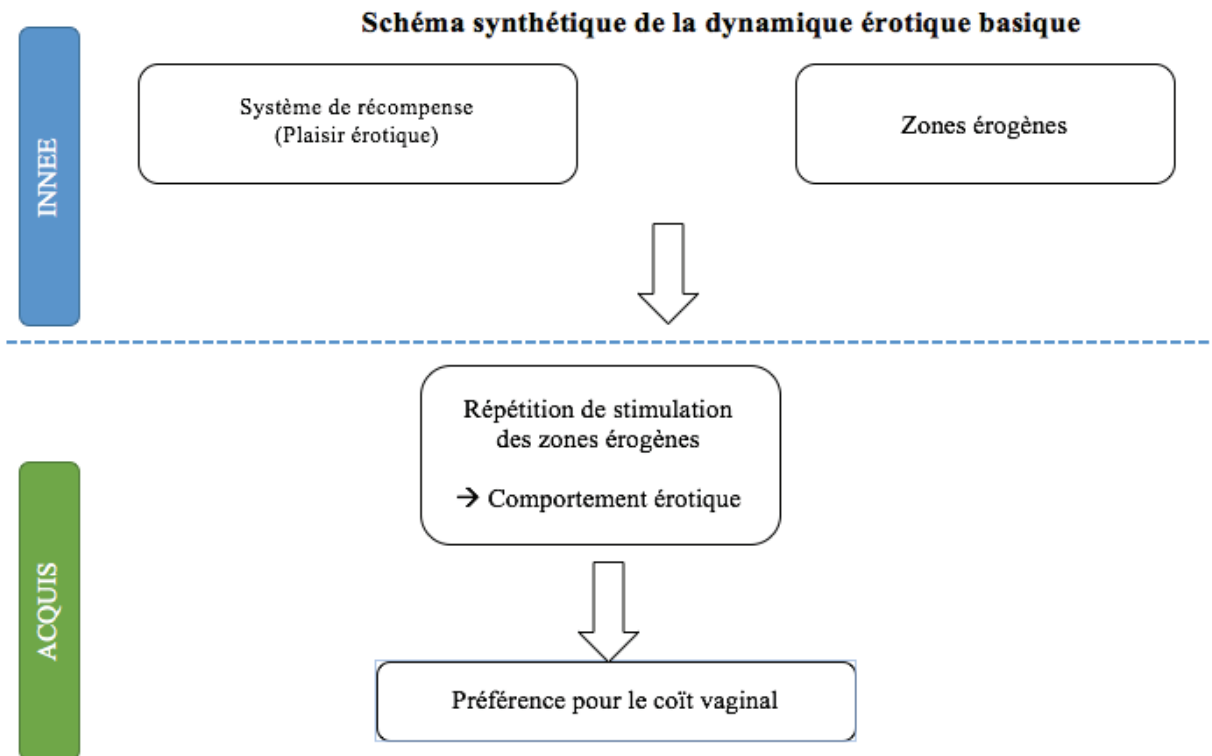 Schéma synthétique de la dynamique érotique basique
INNEE
Système de récompense
(Plaisir érotique)
Zones érogènes
ACQUIS
Répétition de stimulation
des zones érogènes
→ Comportement érotique
Préférence pour le coït vaginal